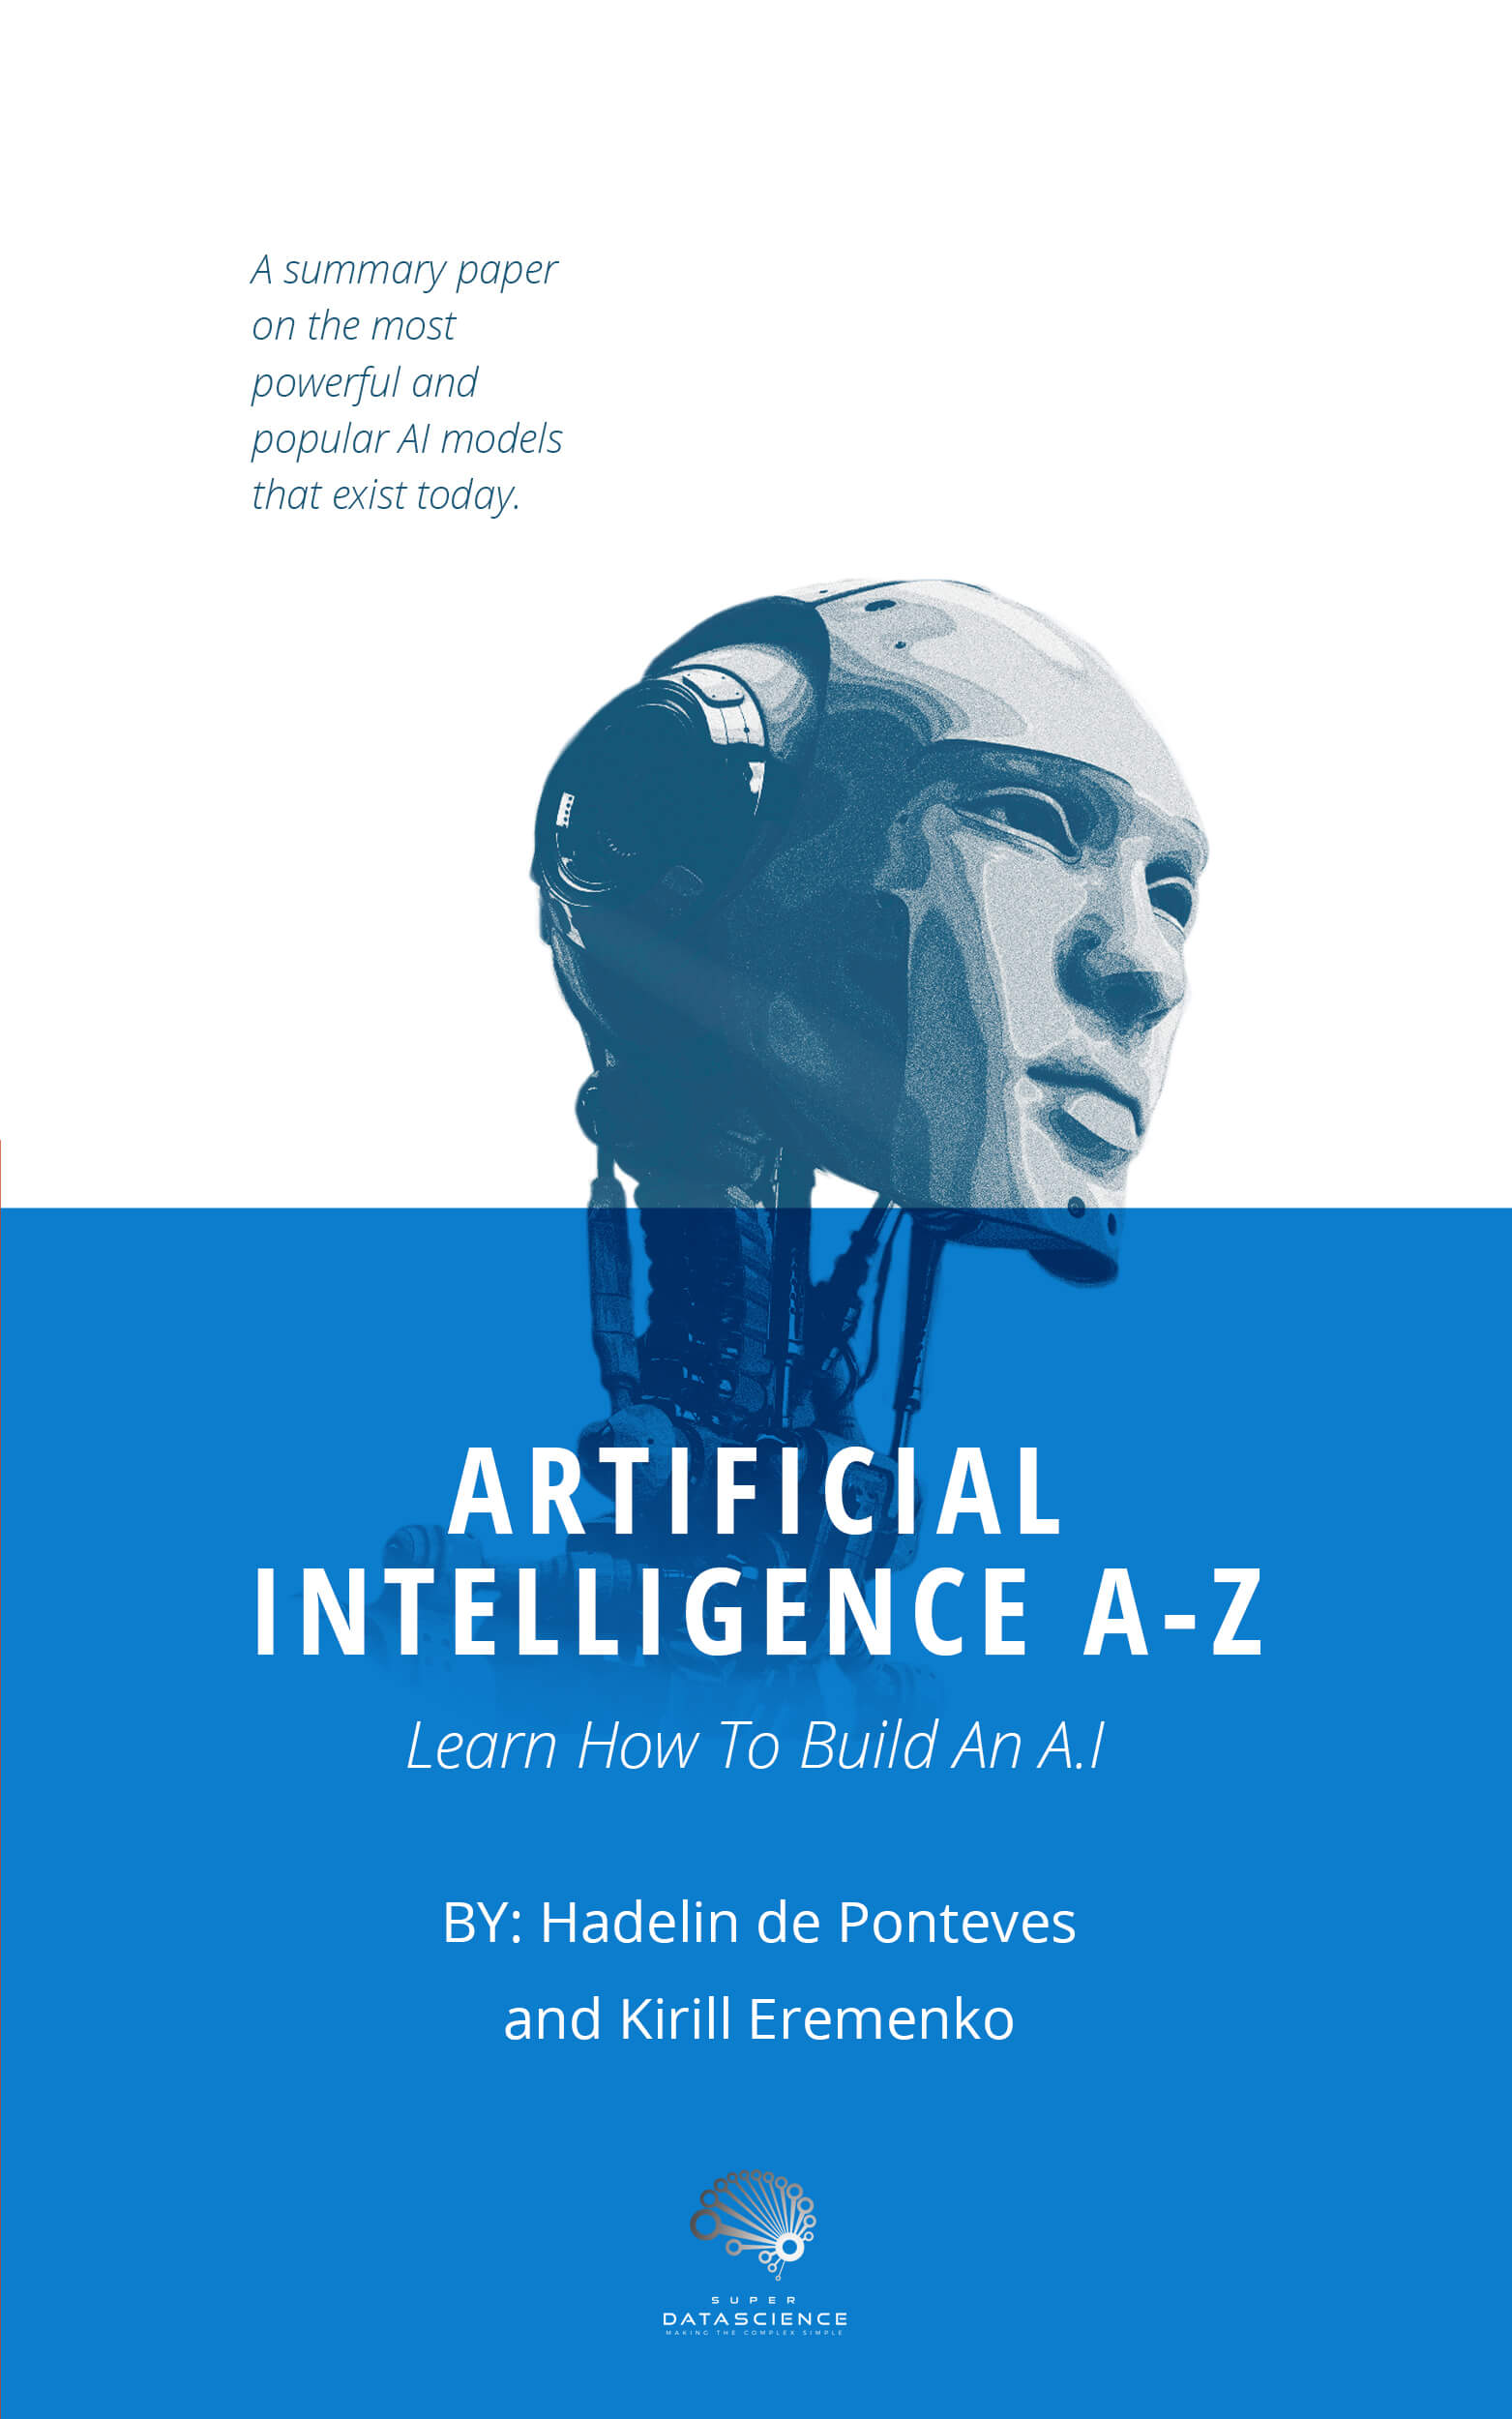 A summary paper
on the most
powerful and
popular AI models
that exist today.
ARTIFICIAL
INTELLIGENCE A-Z
Learn How To Build An A.I
BY: Hadelin de Ponteves
and Kirill Eremenko
SUPER
DATASCIENCE
MAKING THE COMPLEX SIMPLE